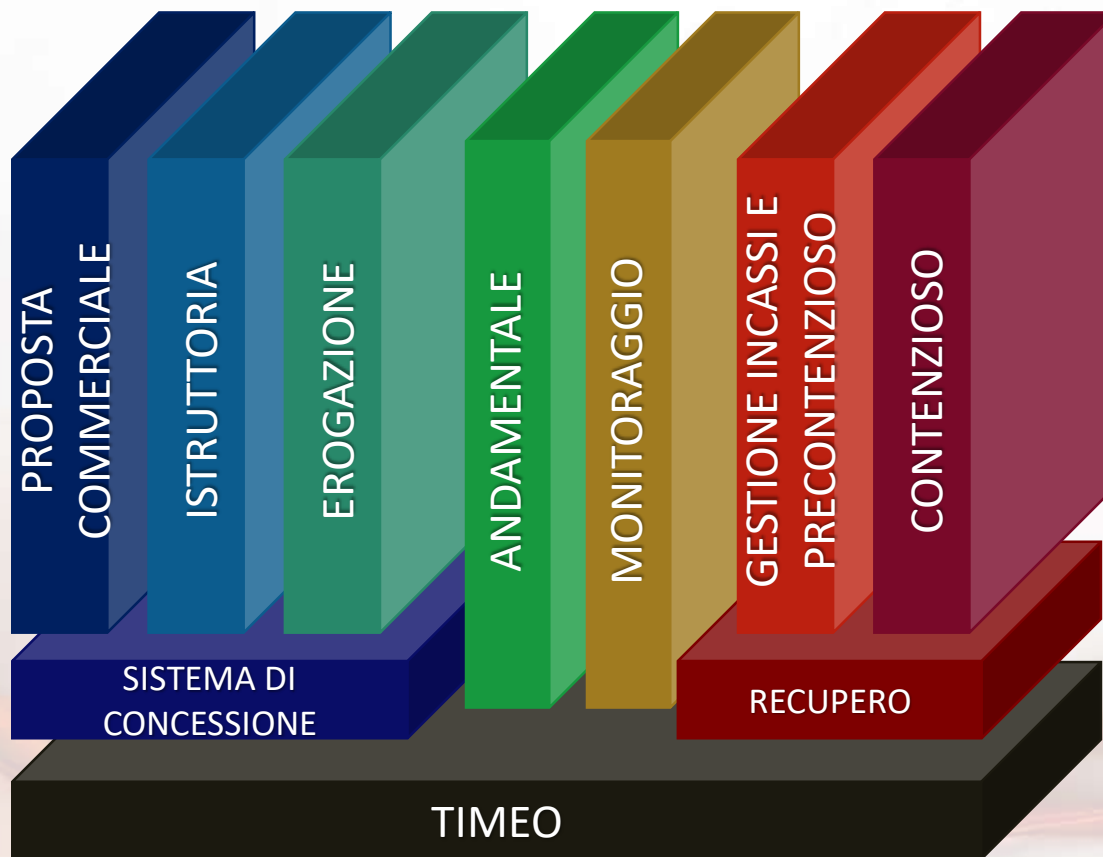 PROPOSTA
COMMERCIALE
ISTRUTTORIA
EROGAZIONE
ANDAMENTALE
MONITORAGGIO
GESTIONE INCASSI E
PRECONTENZIOSO
CONTENZIOSO
SISTEMA DI
CONCESSIONE
RECUPERO
TIMEO